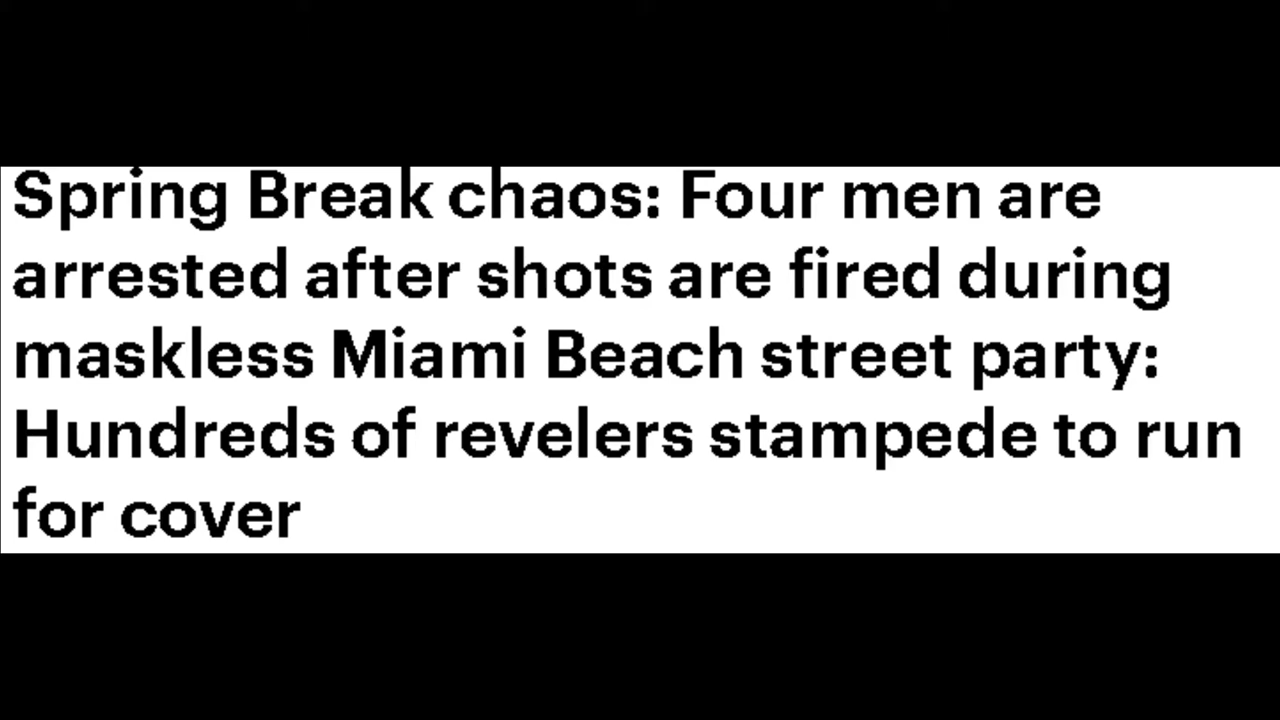 Spring Break chaos: Four men are
arrested after shots are fired during
maskless Miami Beach street party:
Hundreds of revelers stampede to run
for cover